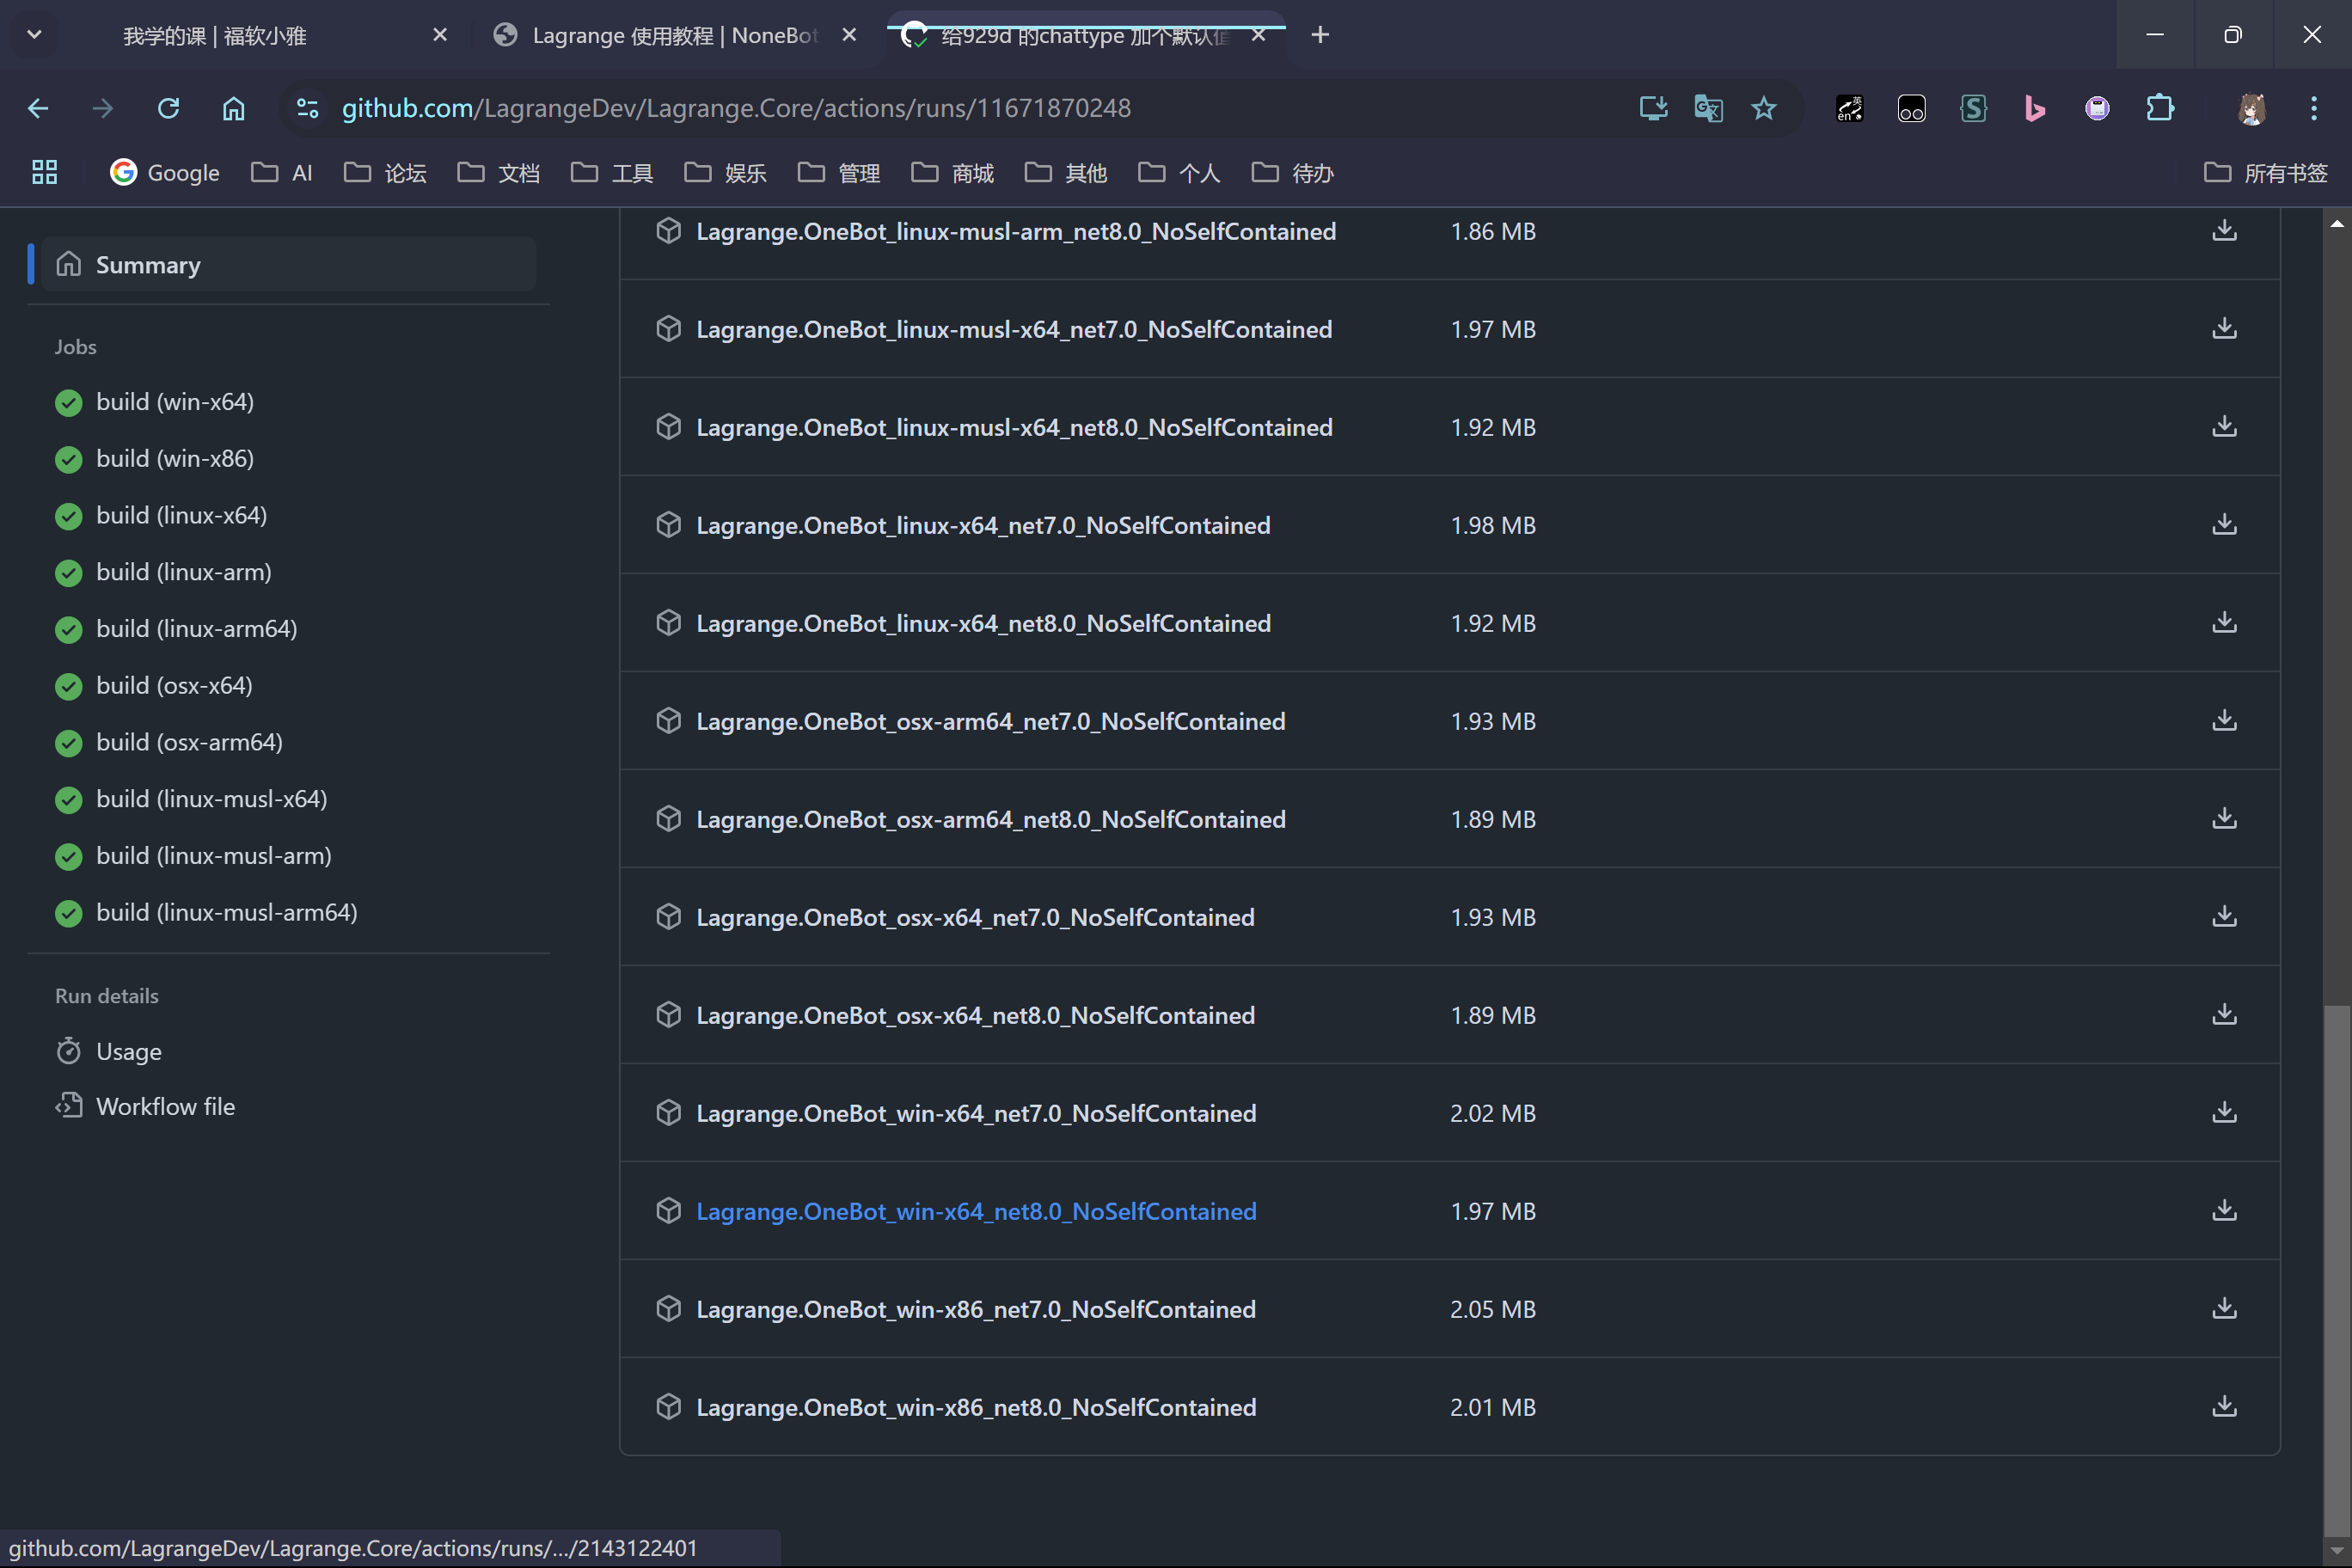 我学的课 | 福软小雅
Lagrange 使用教程 | NoneBot
给929d 的chattype 加个默认值
github.com/LagrangeDev/Lagrange.Core/actions/runs/11671870248
Google
AI
论坛
文档
工具
娱乐
管理
商城
其他
个人
待办
所有书签
Summary
Jobs
build (win-x64)
build (win-x86)
build (linux-x64)
build (linux-arm)
build (linux-arm64)
build (osx-x64)
build (osx-arm64)
build (linux-musl-x64)
build (linux-musl-arm)
build (linux-musl-arm64)
Run details
Usage
Workflow file
Lagrange.OneBot_linux-musl-arm_net8.0_NoSelfContained 1.86 MB
Lagrange.OneBot_linux-musl-x64_net7.0_NoSelfContained 1.97 MB
Lagrange.OneBot_linux-musl-x64_net8.0_NoSelfContained 1.92 MB
Lagrange.OneBot_linux-x64_net7.0_NoSelfContained 1.98 MB
Lagrange.OneBot_linux-x64_net8.0_NoSelfContained 1.92 MB
Lagrange.OneBot_osx-arm64_net7.0_NoSelfContained 1.93 MB
Lagrange.OneBot_osx-arm64_net8.0_NoSelfContained 1.89 MB
Lagrange.OneBot_osx-x64_net7.0_NoSelfContained 1.93 MB
Lagrange.OneBot_osx-x64_net8.0_NoSelfContained 1.89 MB
Lagrange.OneBot_win-x64_net7.0_NoSelfContained 2.02 MB
Lagrange.OneBot_win-x64_net8.0_NoSelfContained 1.97 MB
Lagrange.OneBot_win-x86_net7.0_NoSelfContained 2.05 MB
Lagrange.OneBot_win-x86_net8.0_NoSelfContained 2.01 MB
github.com/LagrangeDev/Lagrange.Core/actions/runs/.../2143122401